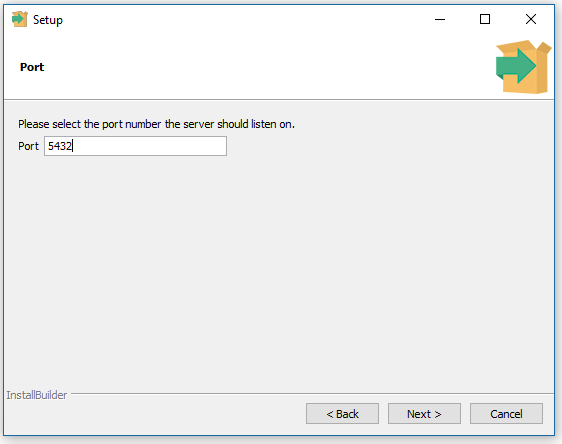 Setup
Port
Please select the port number the server should listen on.
Port 5432
InstallBuilder
< Back Next > Cancel